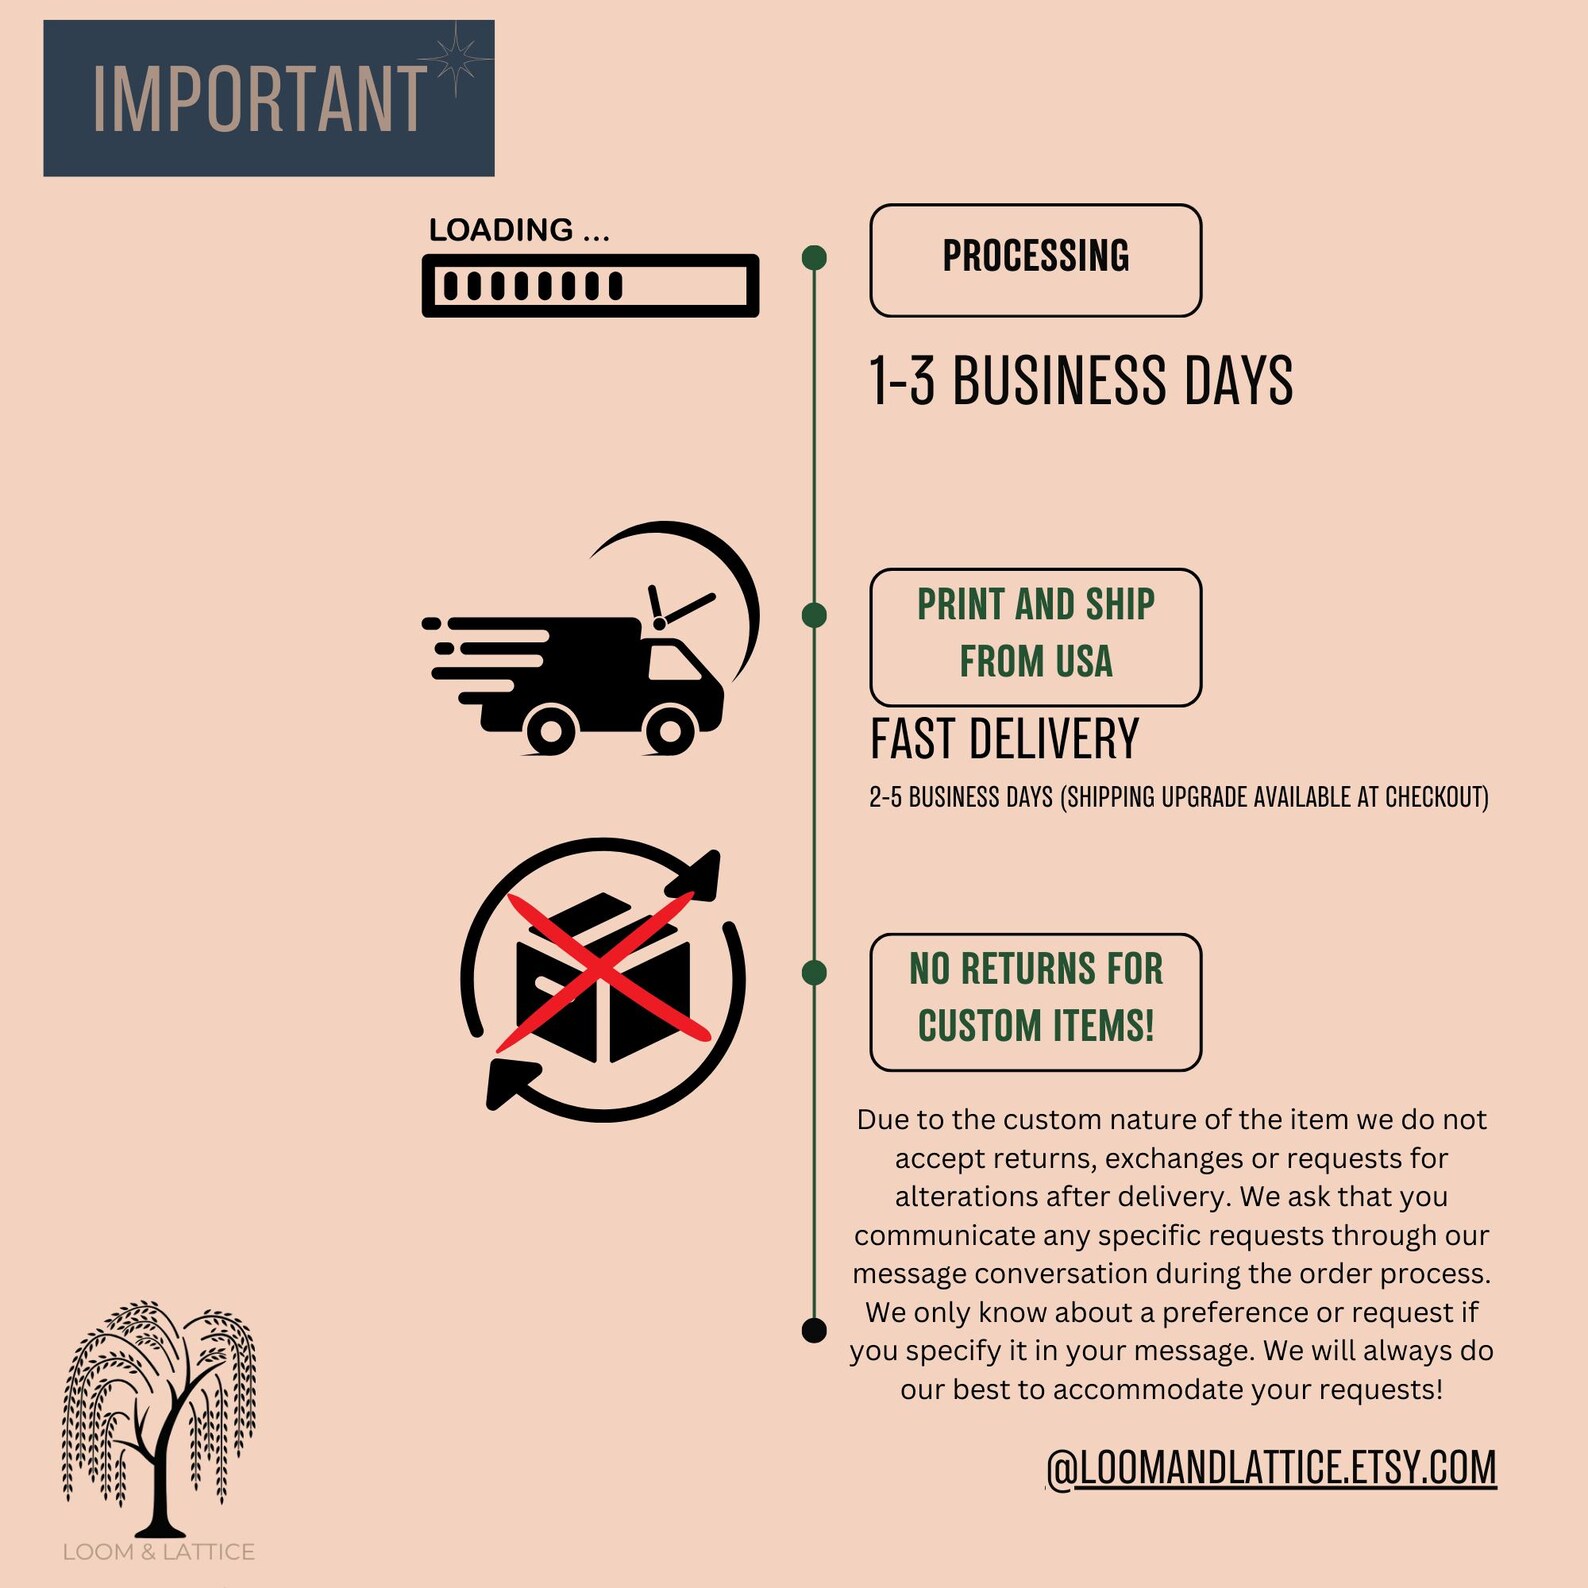 IMPORTANT
LOADING ...
PROCESSING
1-3 BUSINESS DAYS
PRINT AND SHIP
FROM USA
FAST DELIVERY
2-5 BUSINESS DAYS (SHIPPING UPGRADE AVAILABLE AT CHECKOUT)
NO RETURNS FOR
CUSTOM ITEMS!
Due to the custom nature of the item we do not
accept returns, exchanges or requests for
alterations after delivery. We ask that you
communicate any specific requests through our
message conversation during the order process.
We only know about a preference or request if
you specify it in your message. We will always do
our best to accommodate your requests!
@LOOMANDLATTICE.ETSY.COM
LOOM & LATTICE